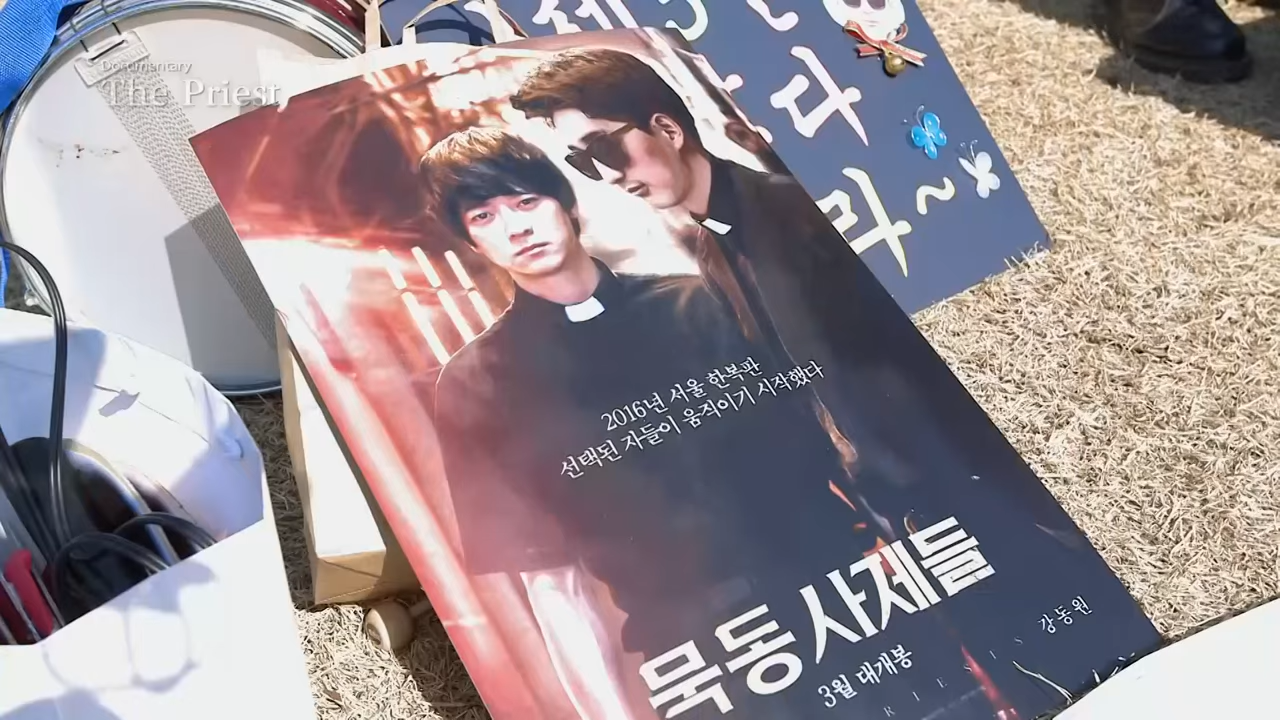 Documentary
The Priest
다
라~
2016년 서울 한복판
선택된 자들이 움직이기 시작했다
묵동 사제들
강동원
3월 대개봉